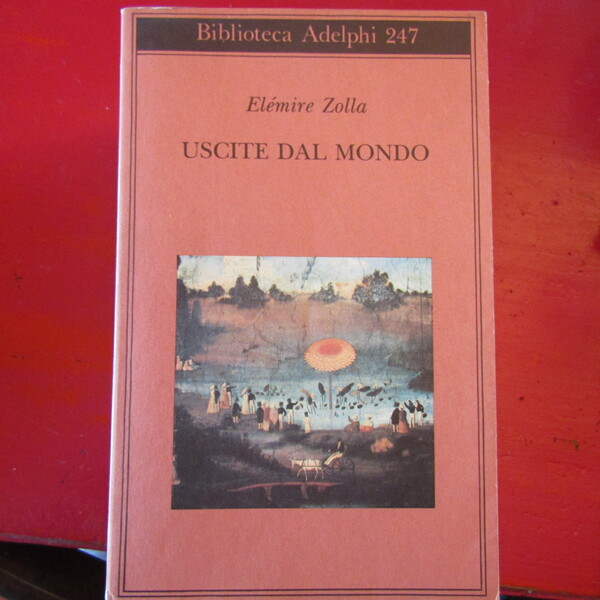 Biblioteca Adelphi 247
Elémire Zolla
USCITE DAL MONDO